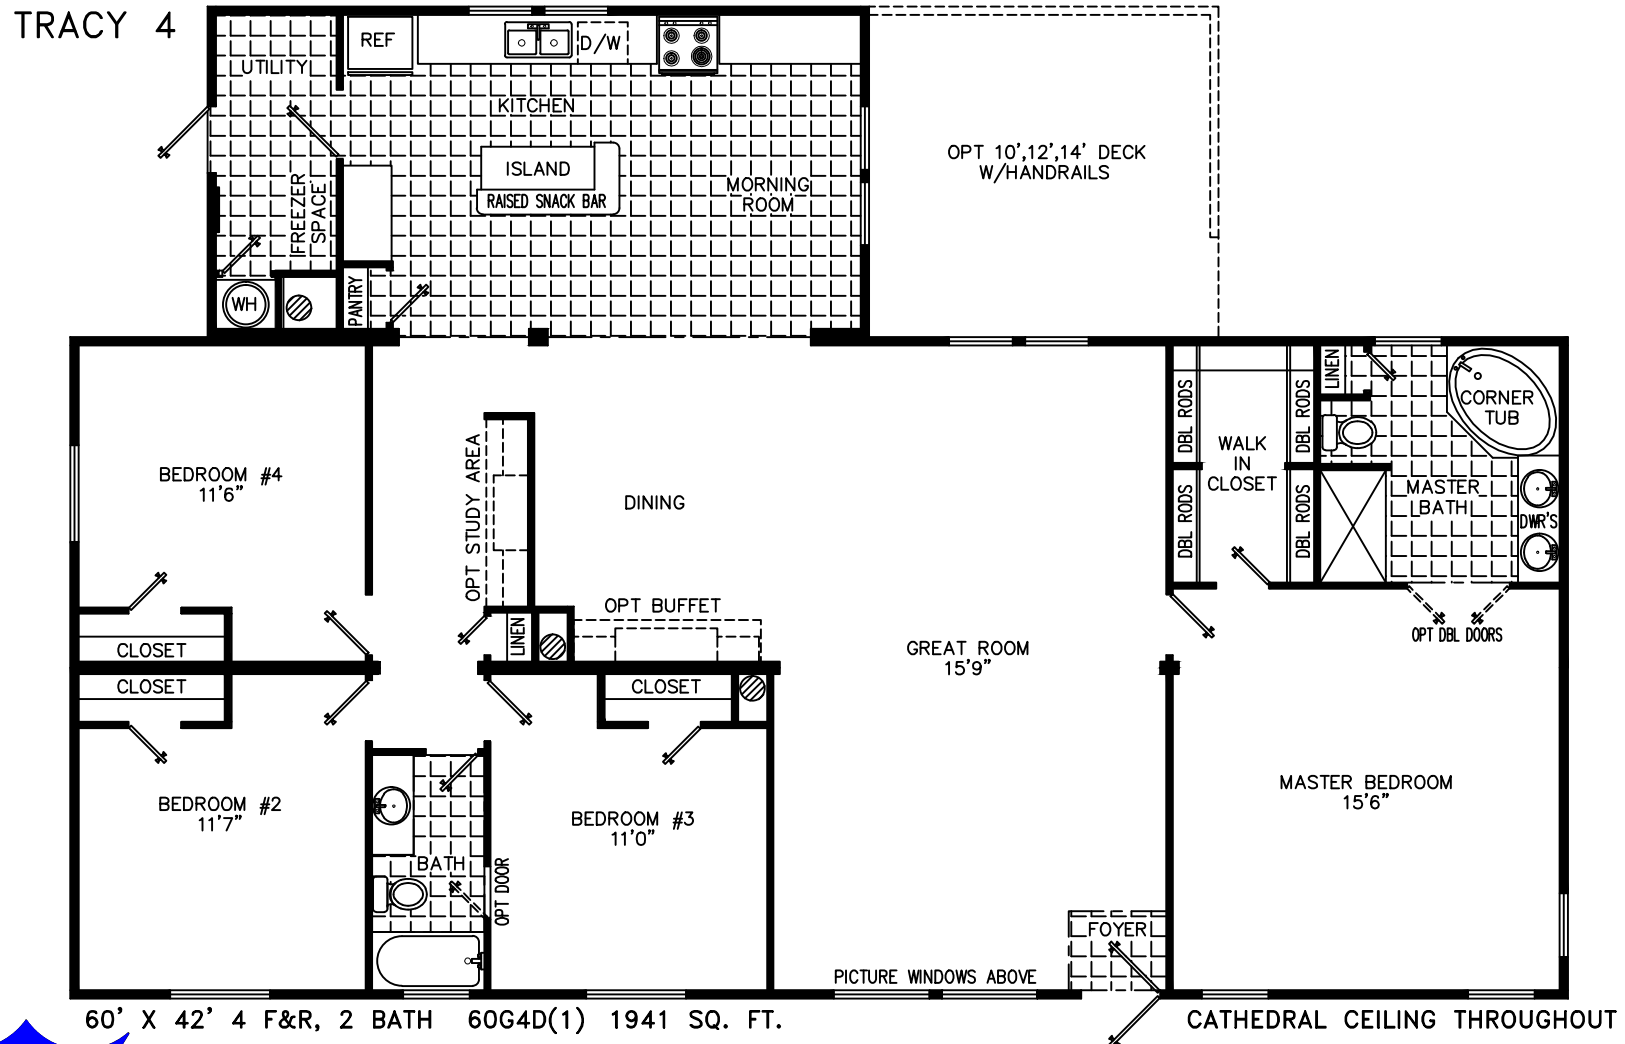 TRACY 4
REF
D/W
UTILITY
KITCHEN
ISLAND
RAISED SNACK BAR
MORNING
ROOM
FREEZER
SPACE
OPT 10',12',14' DECK
W/HANDRAILS
WH
PANTRY
LINEN
DBL RODS
DBL RODS
CORNER
TUB
WALK
IN
CLOSET
BEDROOM #4
11'6"
OPT STUDY AREA
DINING
MASTER
BATH
DBL RODS
DBL RODS
DWR'S
OPT BUFFET
LINEN
OPT DBL DOORS
CLOSET
GREAT ROOM
15'9"
CLOSET
CLOSET
MASTER BEDROOM
15'6"
BEDROOM #2
11'7"
BEDROOM #3
11'0"
BATH
OPT DOOR
FOYER
PICTURE WINDOWS ABOVE
60' X 42' 4 F&R, 2 BATH 60G4D(1) 1941 SQ. FT.
CATHEDRAL CEILING THROUGHOUT